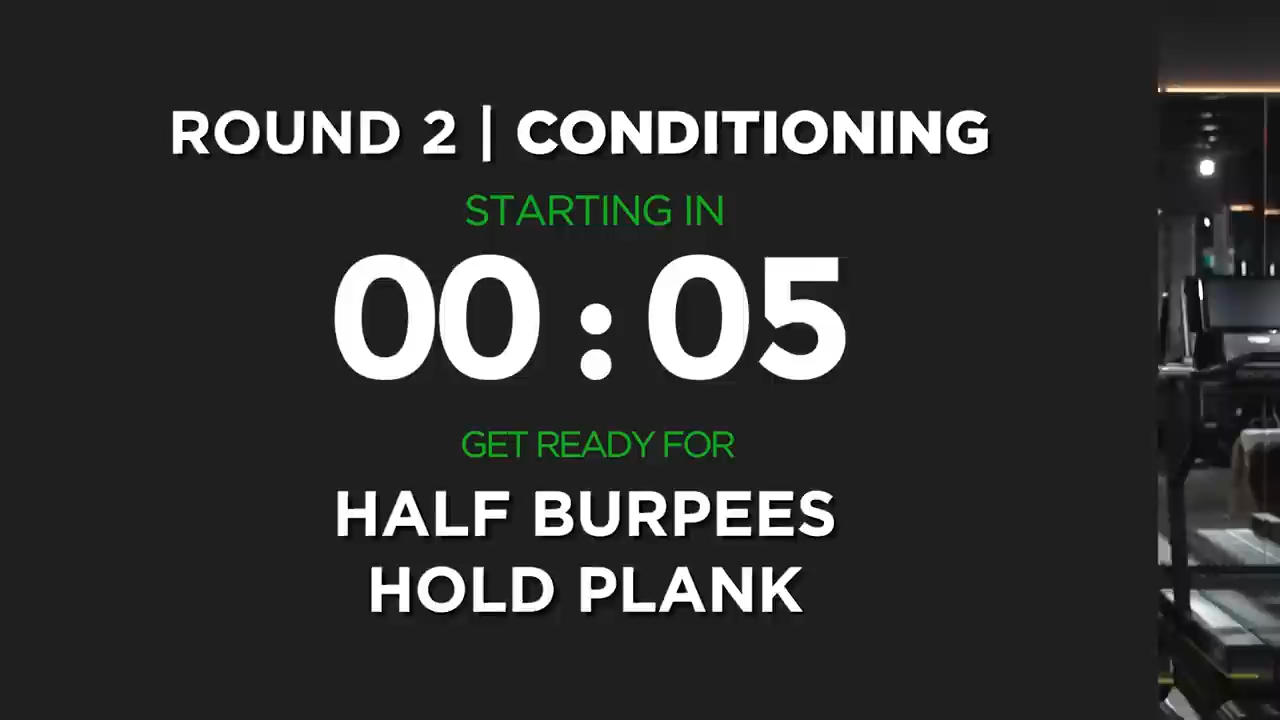 ROUND 2 | CONDITIONING
STARTING IN
00 : 05
GET READY FOR
HALF BURPEES
HOLD PLANK